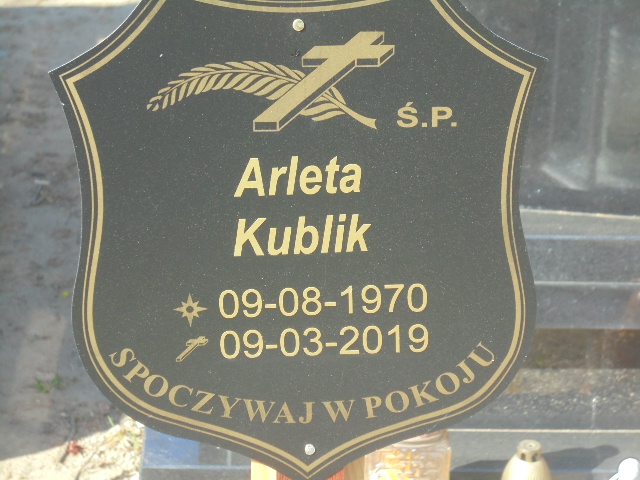 Ś.P.
Arleta
Kublik
09-08-1970
09-03-2019
SPOCZYWAJ W POKOJU